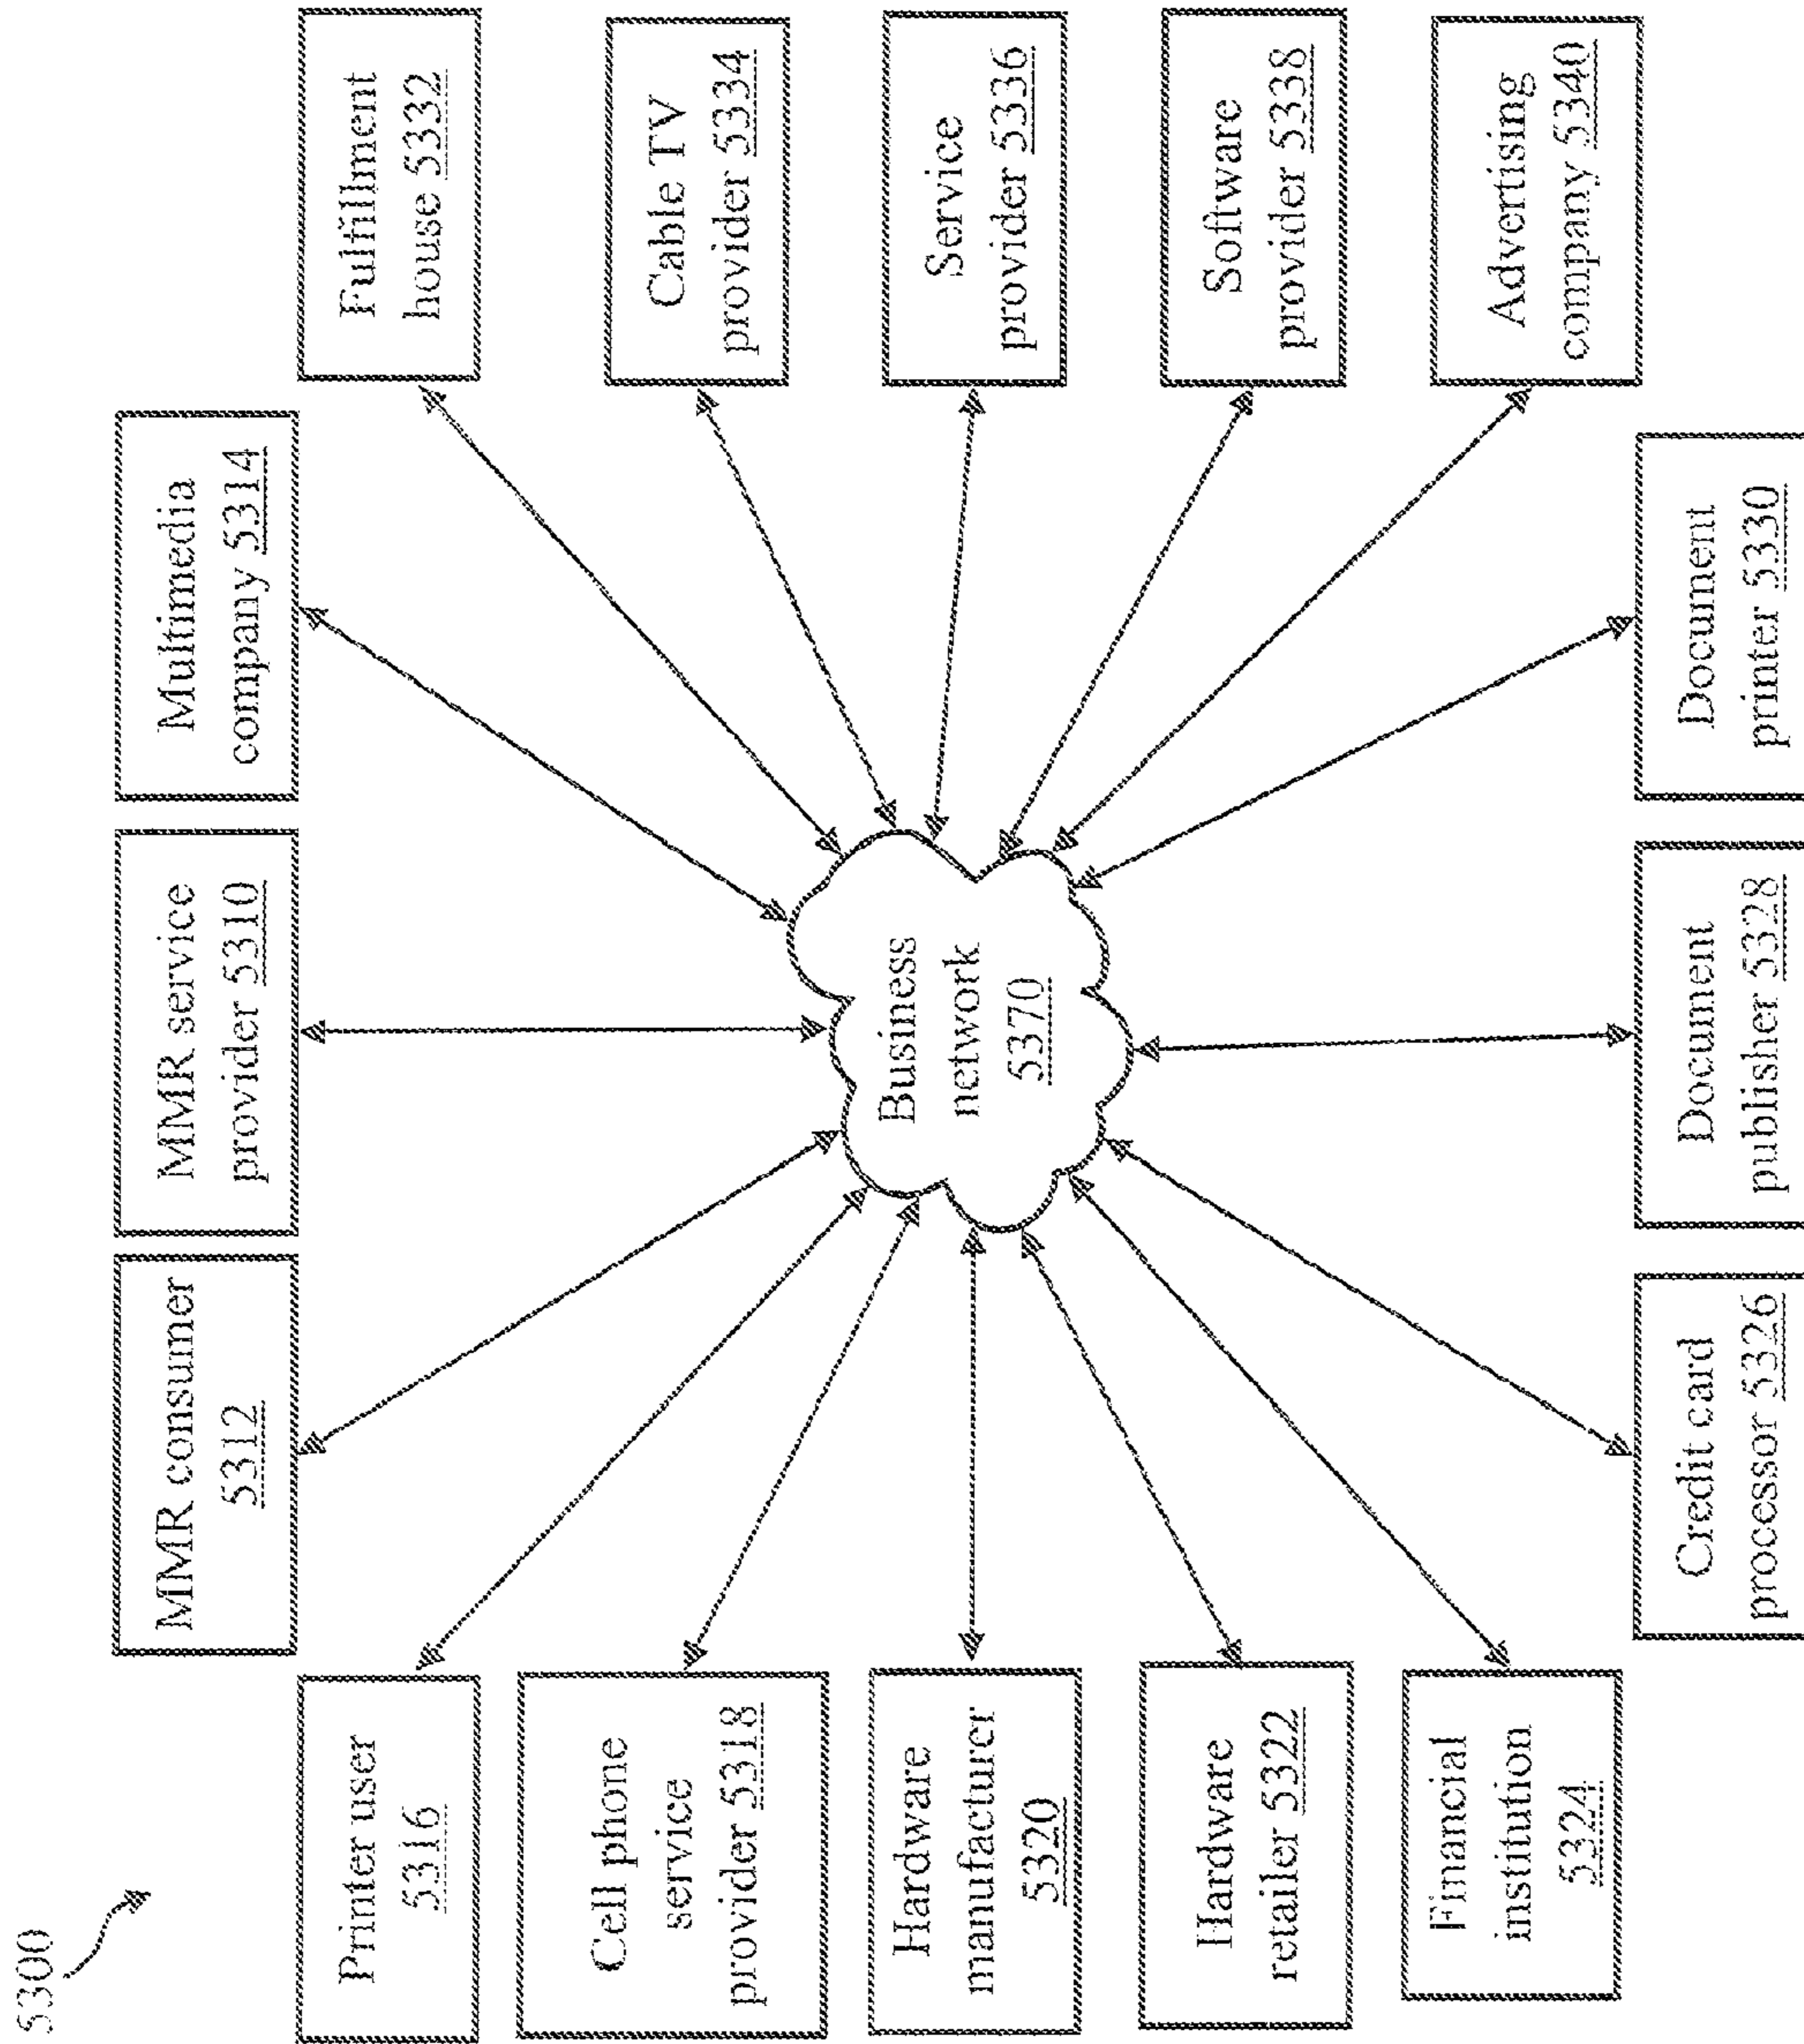 5300
MMR consumer
5312
MMR service
provider 5310
Multimedia
company 5314
Printer user
5316
Cell phone
service
provider 5318
Hardware
manufacturer
5320
Hardware
retailer 5322
Financial
institution
5324
Business
network
5370
Fulfillment
house 5332
Cable TV
provider 5334
Service
provider 5336
Software
provider 5338
Advertising
company 5340
Credit card
processor 5326
Document
publisher 5328
Document
printer 5330